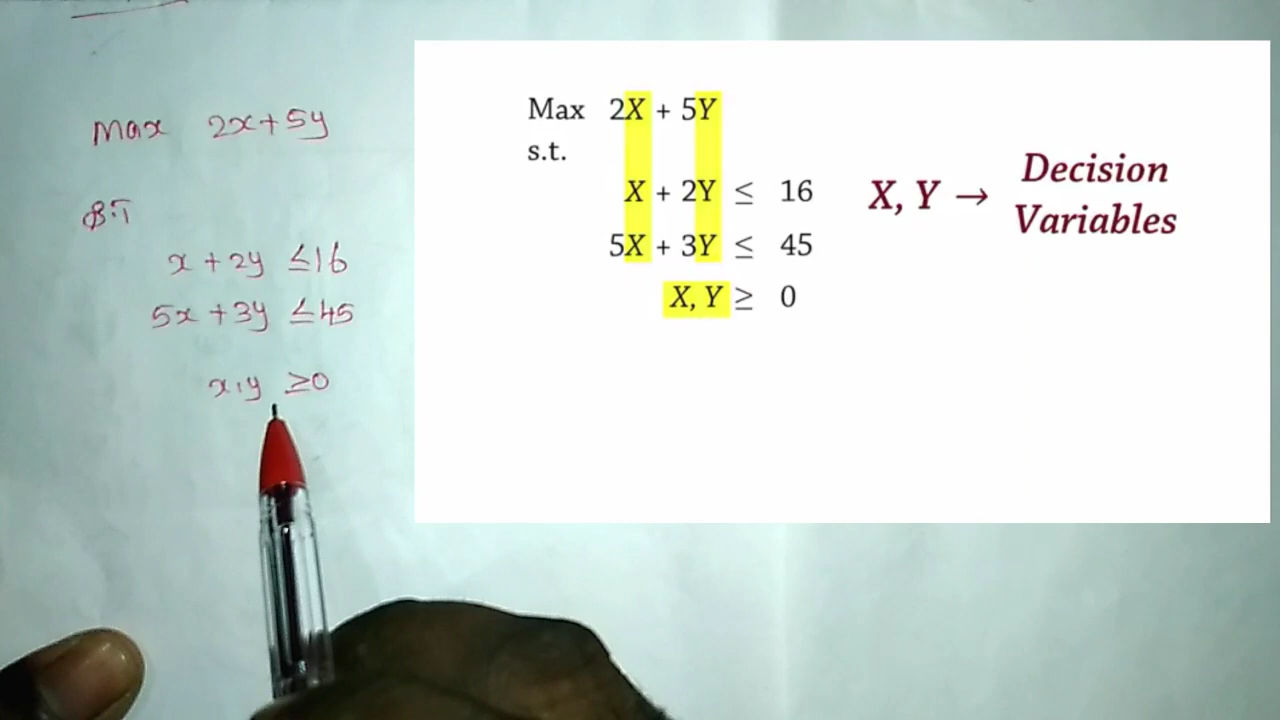 Max 2x+5y
S.T
x + 2y ≤16
5x +3y ≤45
x,y ≥0
Max 2X + 5Y
s.t.
X + 2Y ≤ 16
5X + 3Y ≤ 45
X, Y ≥ 0
X, Y → Decision
Variables